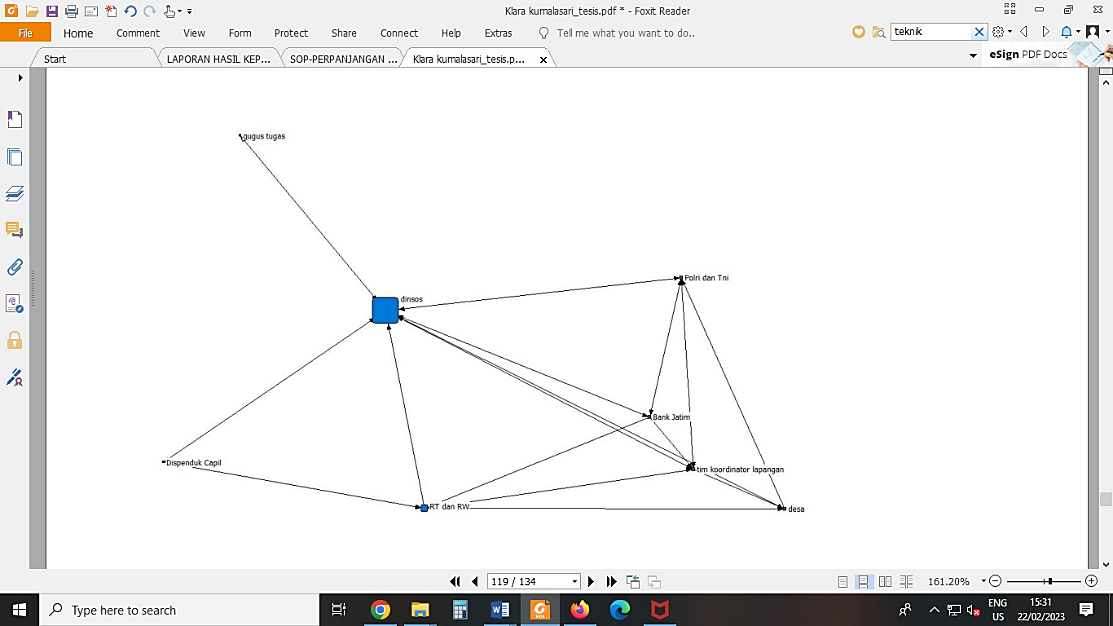 Klara kumalasari_tesis.pdf * - Foxit Reader
File Home Comment View Form Protect Share Connect Help Extras Tell me what you want to do.. teknik
Start LAPORAN HASIL KEP... SOP-PERPANJANGAN ... Klara kumalasari_tesis.p... eSign PDF Docs
gugus tugas
Polri dan Tni
dinsos
Bank Jatim
Dispenduk Capil
tim koordinator lapangan
RT dan RW
desa
119 / 134 161.20%
Type here to search ENG 15:31
US 22/02/2023